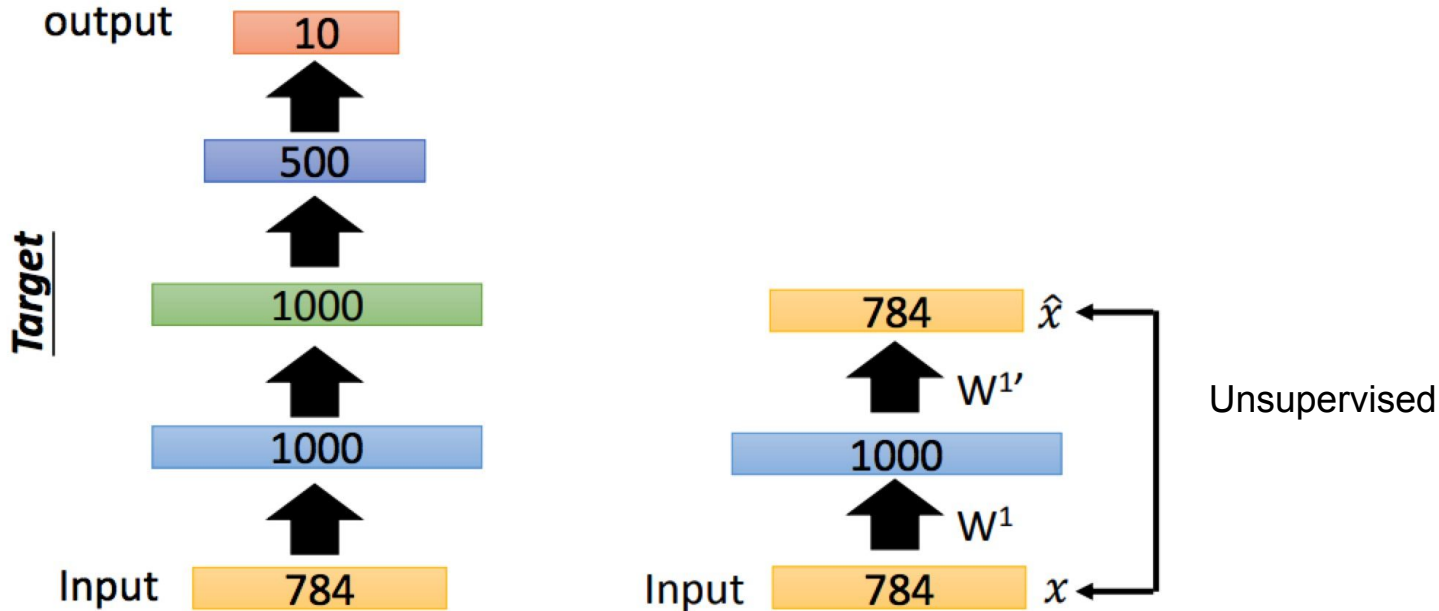 output
10
500
Target
1000
1000
Input
784
784
x̂
W¹′
1000
W¹
Input
784
x
Unsupervised